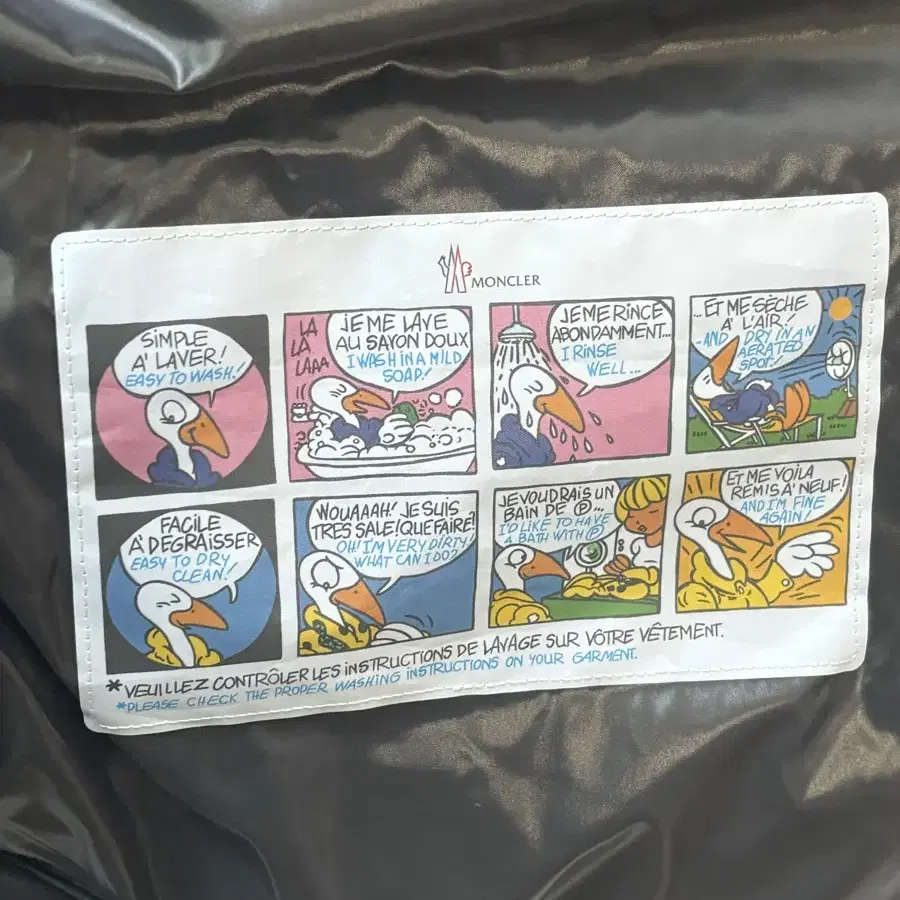 MONCLER
SIMPLE
A' LAVER!
EASY TO WASH!
LA
LA
LAAA
JE ME LAVE
AU SAVON DOUX
I WASH IN A MILD
SOAP!
JE ME RINCE
ABONDAMMENT...
I RINSE
WELL...
...ET ME SÈCHE
A' L'AIR!
-AND I DRY IN AN
AERATED
SPOT!
FACILE
A' DEGRAISSER
EASY TO DRY
CLEAN!
WOUAAAH! JE SUIS
TRES SALE! QUE FAIRE!
OH! I'M VERY DIRTY!
WHAT CAN I DO?
JE VOUDRAIS UN
BAIN DE Ⓟ...
I'D LIKE TO HAVE
A BATH WITH Ⓟ
ET ME VOILA
REMIS A' NEUF!
AND I'M FINE
AGAIN!
*VEUILLEZ CONTRÔLER LES INSTRUCTIONS DE LAVAGE SUR VÔTRE VÊTEMENT.
*PLEASE CHECK THE PROPER WASHING INSTRUCTIONS ON YOUR GARMENT.